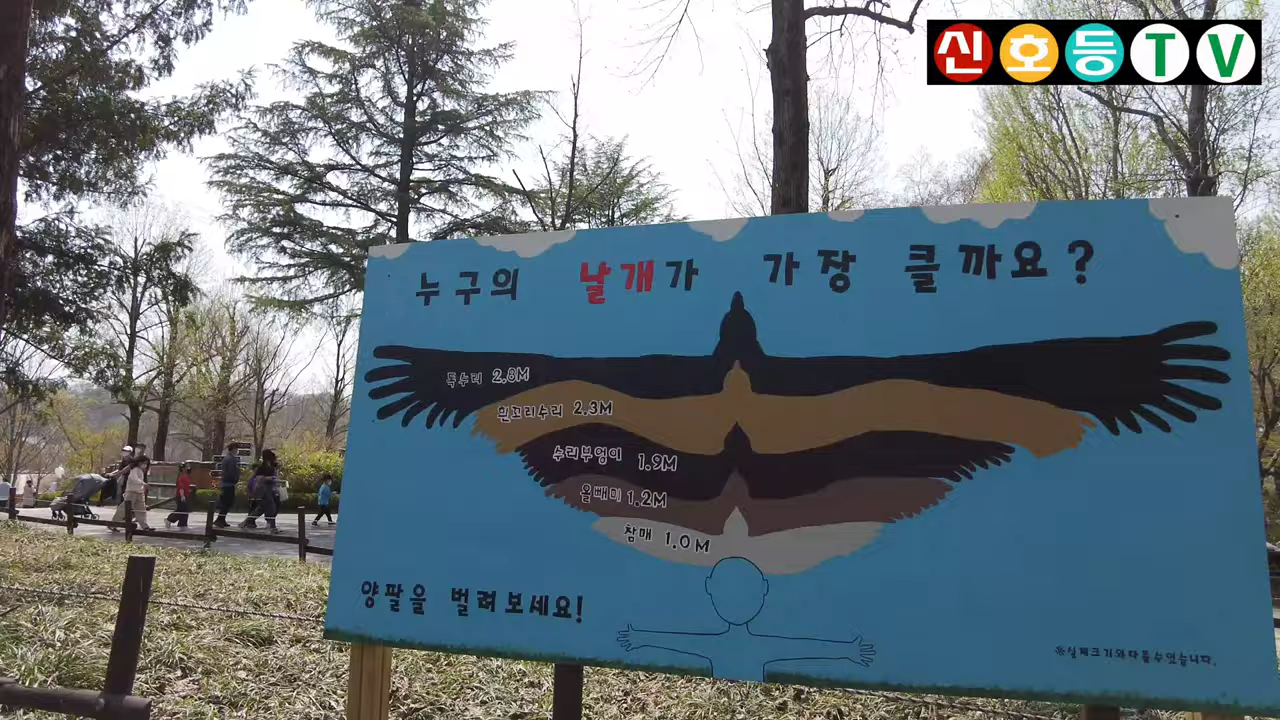 신호등TV
누구의 날개가 가장 클까요?
독수리 2.8M
흰꼬리수리 2.3M
수리부엉이 1.9M
올빼미 1.2M
참매 1.0M
양팔을 벌려보세요!
※실제크기와다를수있습니다.